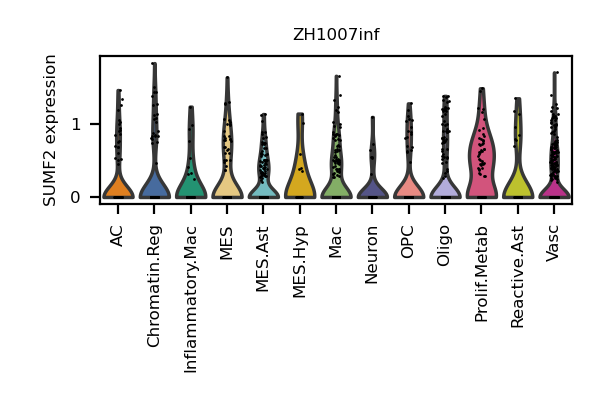 ZH1007inf
SUMF2 expression
1
0
AC
Chromatin.Reg
Inflammatory.Mac
MES
MES.Ast
MES.Hyp
Mac
Neuron
OPC
Oligo
Prolif.Metab
Reactive.Ast
Vasc